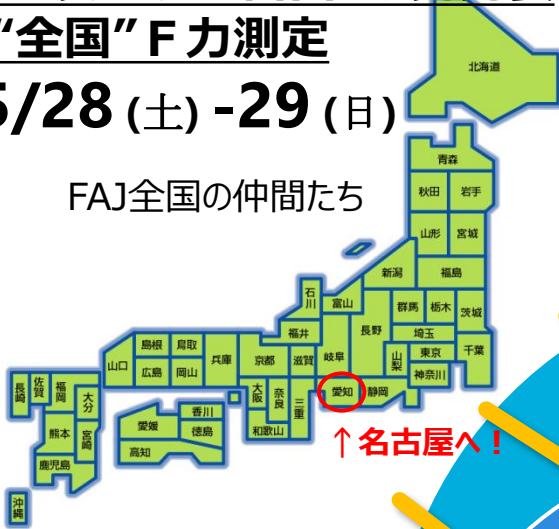 “全国”Ｆ力測定
5/28 (土) -29 (日)
FAJ全国の仲間たち
北海道
青森
秋田 岩手
山形 宮城
新潟 福島
石川 富山 群馬 栃木 茨城
福井 岐阜 長野 埼玉
山梨 東京 千葉
神奈川
島根 鳥取 兵庫 京都 滋賀
山口 広島 岡山
大阪 奈良 三重 愛知 静岡
和歌山
長崎 佐賀 福岡 大分
熊本 宮崎
鹿児島
愛媛 香川
徳島
高知
沖縄
↑名古屋へ！